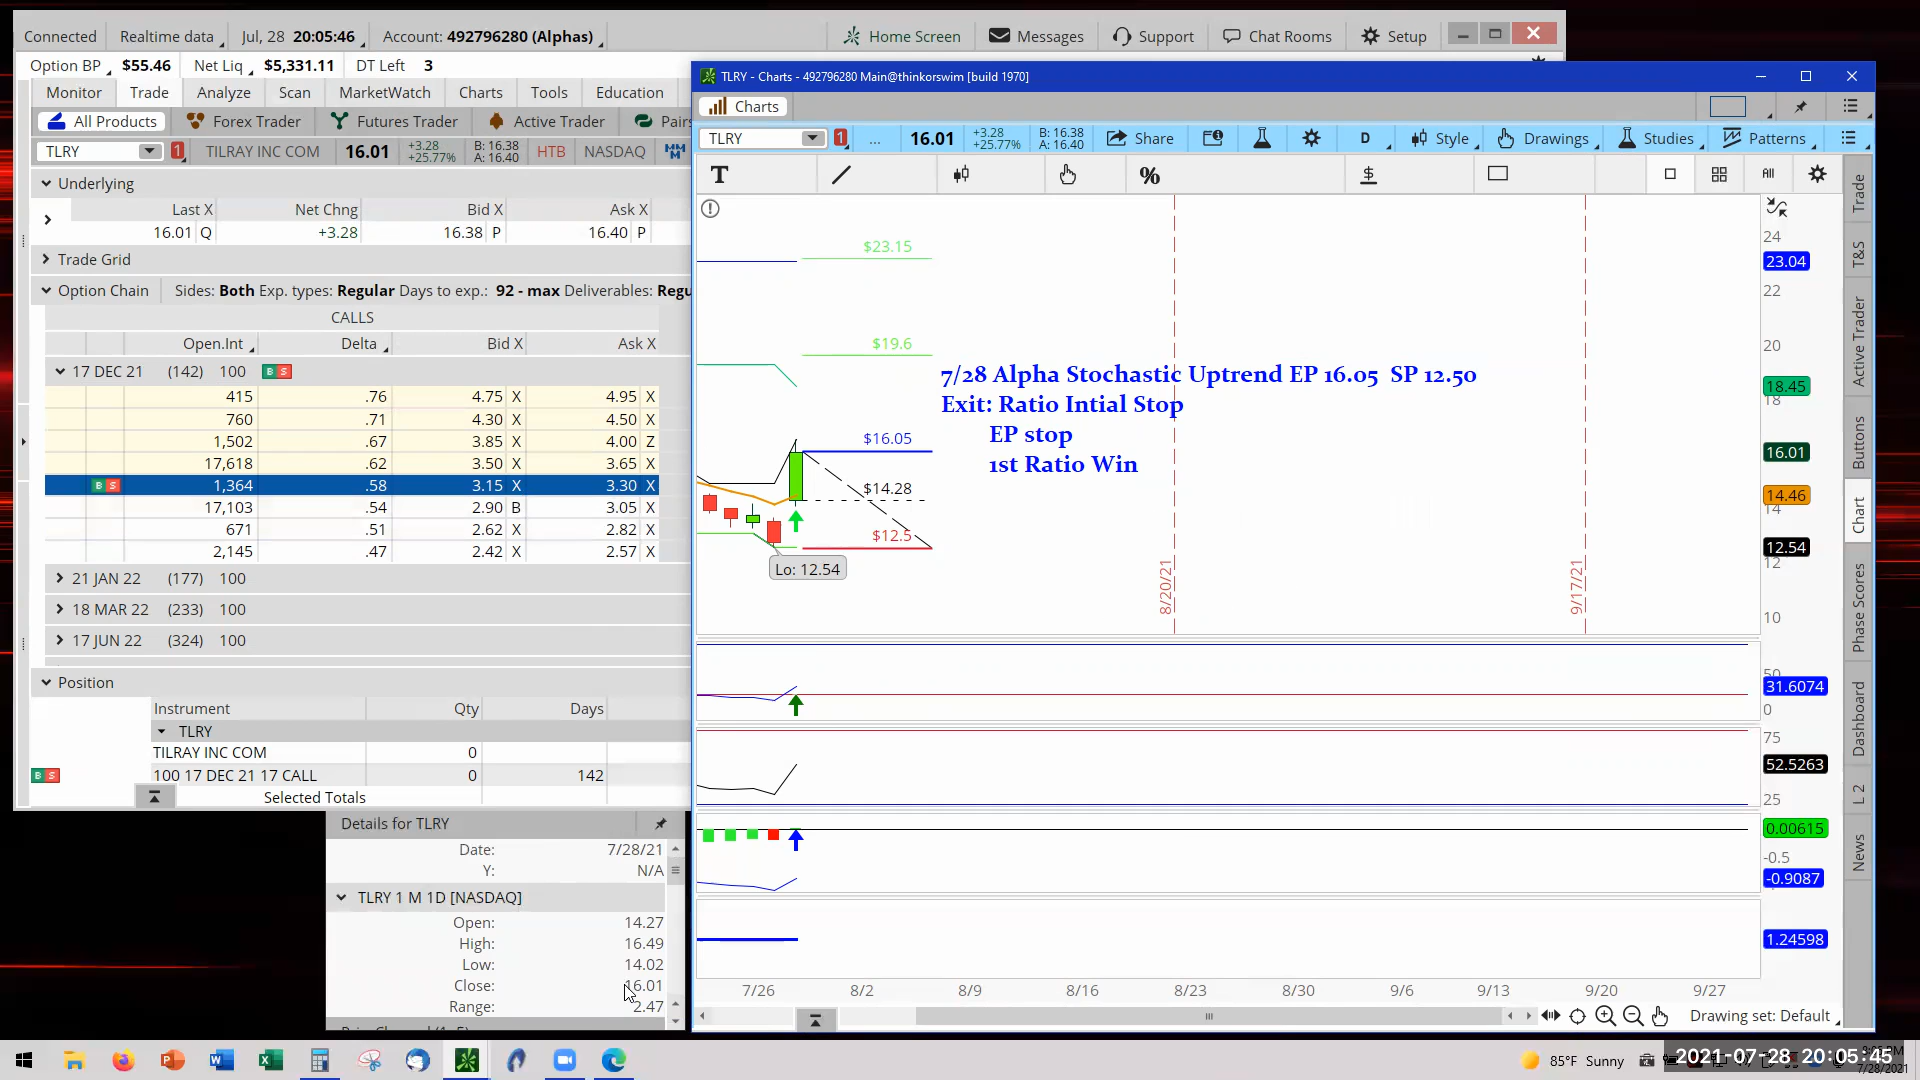 Connected Realtime data Jul, 28 20:05:46 Account: 492796280 (Alphas) Home Screen Messages Support Chat Rooms Setup
Option BP $55.46 Net Liq $5,331.11 DT Left 3
Monitor Trade Analyze Scan MarketWatch Charts Tools Education
All Products Forex Trader Futures Trader Active Trader Pairs
TLRY 1 TILRAY INC COM 16.01 +3.28 +25.77% B: 16.38 A: 16.40 HTB NASDAQ
Underlying
Last X Net Chng Bid X Ask X
16.01 Q +3.28 16.38 P 16.40 P
Trade Grid
Option Chain Sides: Both Exp. types: Regular Days to exp.: 92 - max Deliverables: Regu
CALLS
Open.Int Delta Bid X Ask X
17 DEC 21 (142) 100 B S
415 .76 4.75 X 4.95 X
760 .71 4.30 X 4.50 X
1,502 .67 3.85 X 4.00 Z
17,618 .62 3.50 X 3.65 X
B S 1,364 .58 3.15 X 3.30 X
17,103 .54 2.90 B 3.05 X
671 .51 2.62 X 2.82 X
2,145 .47 2.42 X 2.57 X
21 JAN 22 (177) 100
18 MAR 22 (233) 100
17 JUN 22 (324) 100
Position
Instrument Qty Days
TLRY
TILRAY INC COM 0
B S 100 17 DEC 21 17 CALL 0 142
Selected Totals
Details for TLRY
Date: 7/28/21
Y: N/A
TLRY 1 M 1D [NASDAQ]
Open: 14.27
High: 16.49
Low: 14.02
Close: 16.01
Range: 2.47
TLRY - Charts - 492796280 Main@thinkorswim [build 1970]
Charts
TLRY 1 ... 16.01 +3.28 +25.77% B: 16.38 A: 16.40 Share D Style Drawings Studies Patterns
T % $ All
$23.15
$19.6
$16.05
$14.28
$12.5
Lo: 12.54
7/28 Alpha Stochastic Uptrend EP 16.05 SP 12.50
Exit: Ratio Intial Stop
EP stop
1st Ratio Win
8/20/21
9/17/21
24
23.04
22
20
18.45
18
16.01
14.46
14
12.54
12
10
50
31.6074
0
75
52.5263
25
0.00615
-0.5
-0.9087
1.24598
7/26 8/2 8/9 8/16 8/23 8/30 9/6 9/13 9/20 9/27
Drawing set: Default
Trade
T&S
Active Trader
Buttons
Chart
Phase Scores
Dashboard
L 2
News
85°F Sunny
2021-07-28 20:05:45
7/28/2021